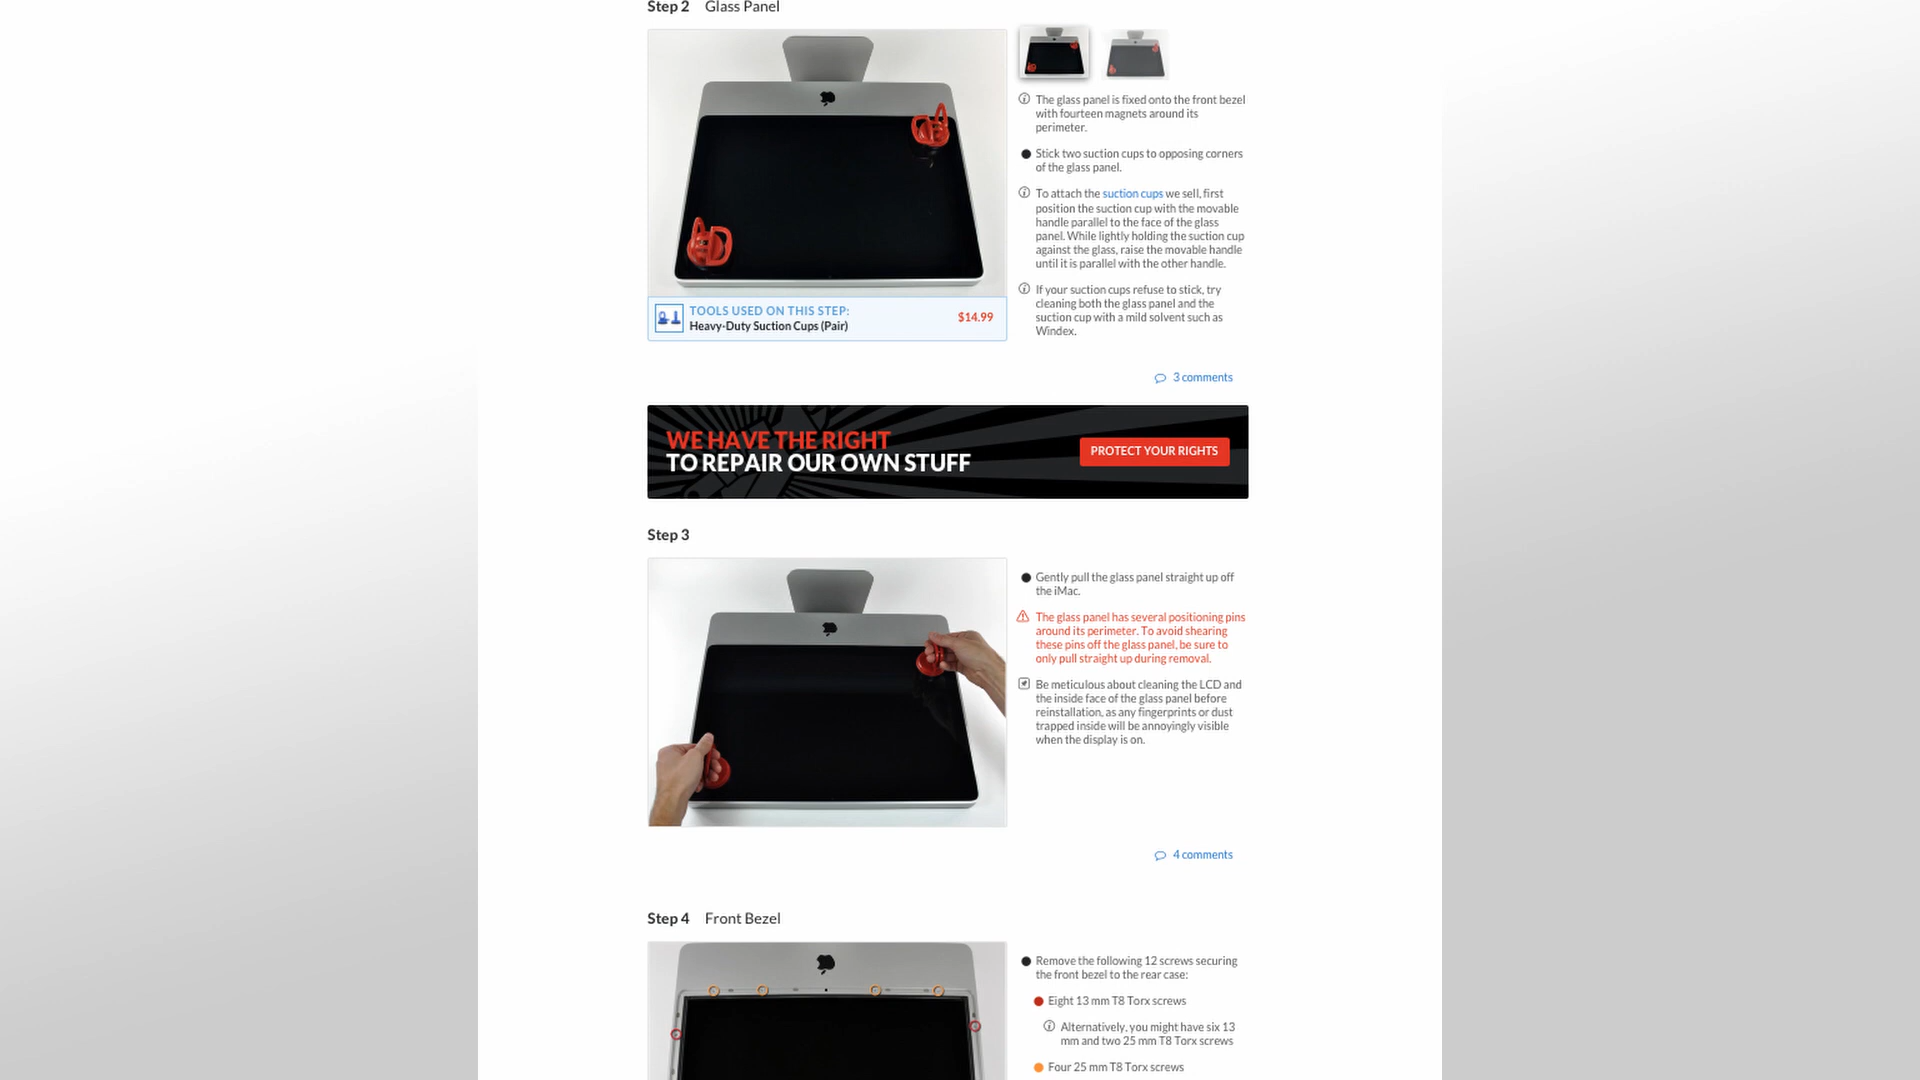 Step 2 Glass Panel
The glass panel is fixed onto the front bezel
with fourteen magnets around its
perimeter.
Stick two suction cups to opposing corners
of the glass panel.
To attach the suction cups we sell, first
position the suction cup with the movable
handle parallel to the face of the glass
panel. While lightly holding the suction cup
against the glass, raise the movable handle
until it is parallel with the other handle.
If your suction cups refuse to stick, try
cleaning both the glass panel and the
suction cup with a mild solvent such as
Windex.
TOOLS USED ON THIS STEP:
Heavy-Duty Suction Cups (Pair)
$14.99
3 comments
WE HAVE THE RIGHT
TO REPAIR OUR OWN STUFF
PROTECT YOUR RIGHTS
Step 3
Gently pull the glass panel straight up off
the iMac.
The glass panel has several positioning pins
around its perimeter. To avoid shearing
these pins off the glass panel, be sure to
only pull straight up during removal.
Be meticulous about cleaning the LCD and
the inside face of the glass panel before
reinstallation, as any fingerprints or dust
trapped inside will be annoyingly visible
when the display is on.
4 comments
Step 4 Front Bezel
Remove the following 12 screws securing
the front bezel to the rear case:
Eight 13 mm T8 Torx screws
Alternatively, you might have six 13
mm and two 25 mm T8 Torx screws
Four 25 mm T8 Torx screws